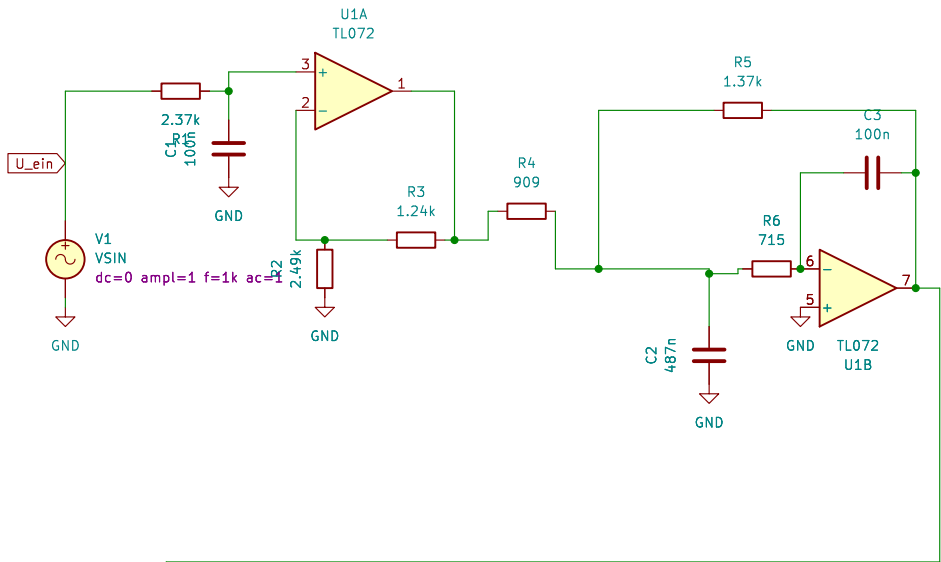 U1A
TL072
3
+
1
2
−
2.37k
R1
C1
100n
GND
U_ein
V1
VSIN
dc=0 ampl=1 f=1k ac=1
GND
R3
1.24k
R2
2.49k
GND
R4
909
R5
1.37k
C3
100n
R6
715
6
−
7
5
+
GND
TL072
U1B
C2
487n
GND